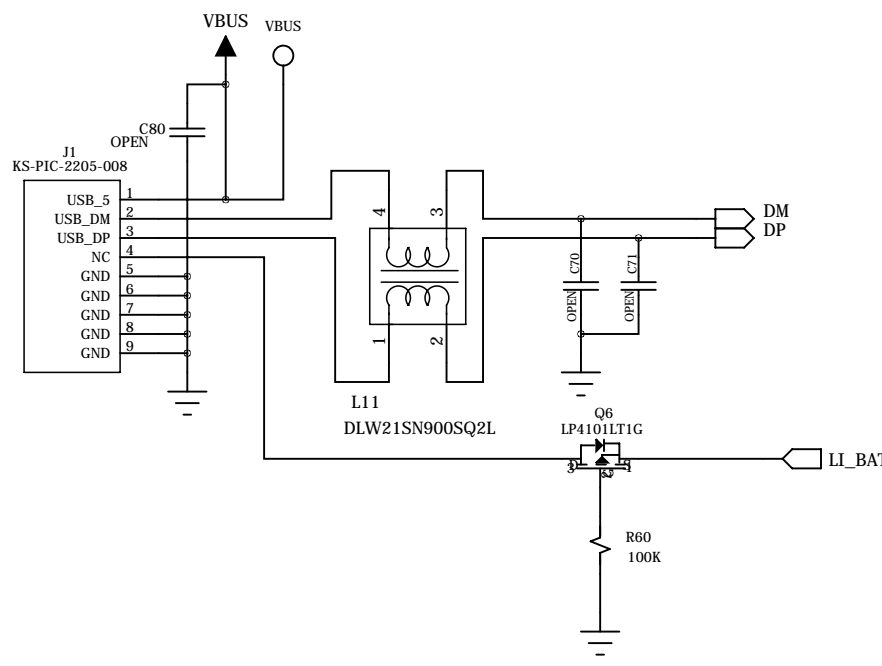 VBUS
VBUS
C80
OPEN
J1
KS-PIC-2205-008
USB_5 1
USB_DM 2
USB_DP 3
NC 4
GND 5
GND 6
GND 7
GND 8
GND 9
4 3
1 2
L11
DLW21SN900SQ2L
DM
DP
C70
OPEN
C71
OPEN
Q6
LP4101LT1G
D S
3 1
LI_BAT
R60
100K